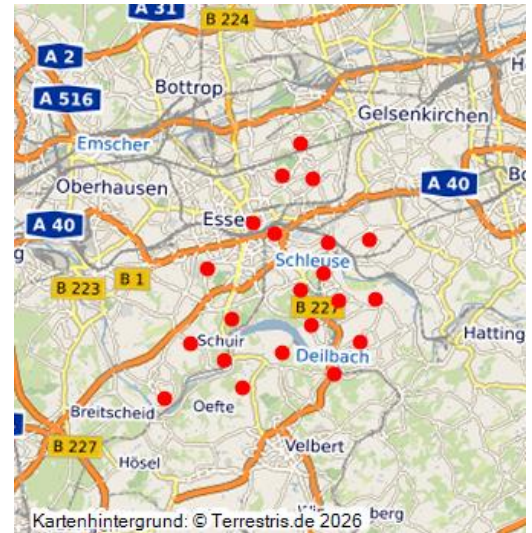 A 31
B 224
A 2
Bottrop
A 516
Gelsenkirchen
Emscher
Oberhausen
A 40
Esse
A 40
Schleuse
B 1
B 223
B 227
Hatting
Schuir
Deilbach
Breitscheid
Oefte
B 227
Velbert
Hösel
berg
Kartenhintergrund: © Terrestris.de 2026